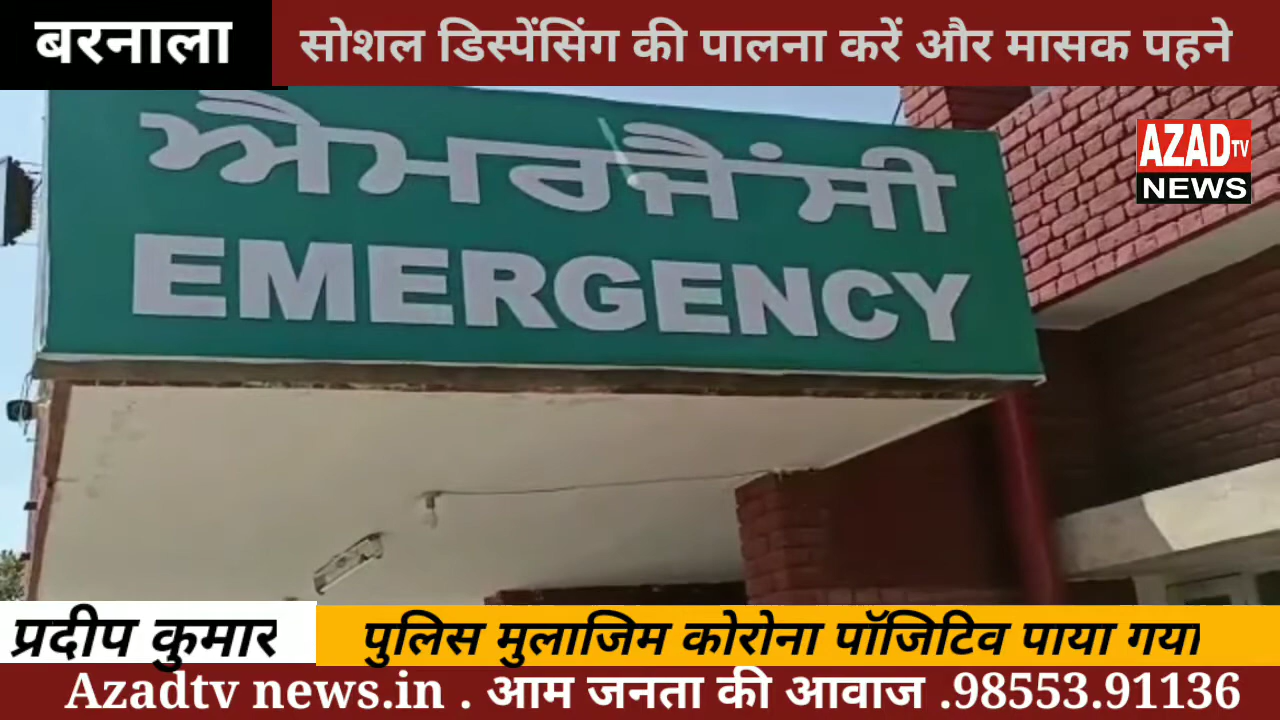 बरनाला
सोशल डिस्पेंसिंग की पालना करें और मासक पहने
AZAD TV
NEWS
ਐਮਰਜੈਂਸੀ
EMERGENCY
प्रदीप कुमार
पुलिस मुलाजिम कोरोना पॉजिटिव पाया गया
Azadtv news.in . आम जनता की आवाज .98553.91136